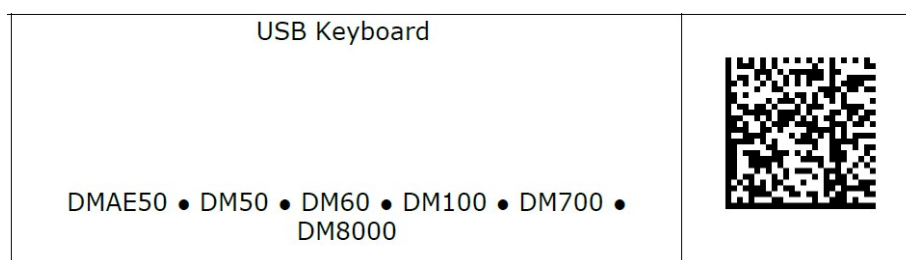 USB Keyboard
DMAE50 ● DM50 ● DM60 ● DM100 ● DM700 ●
DM8000